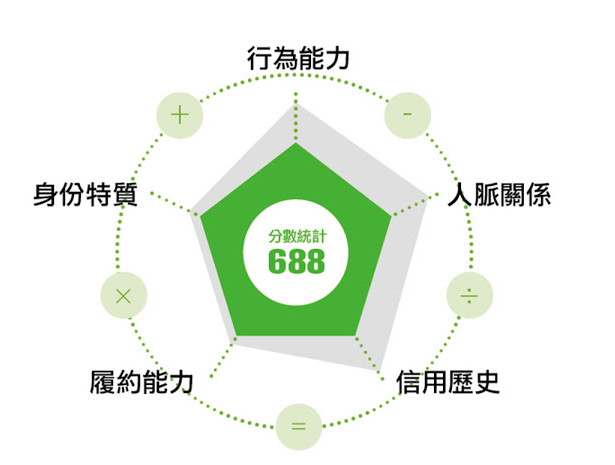 行為能力
+
-
身份特質
人脈關係
分數統計
688
×
÷
履約能力
信用歷史
=